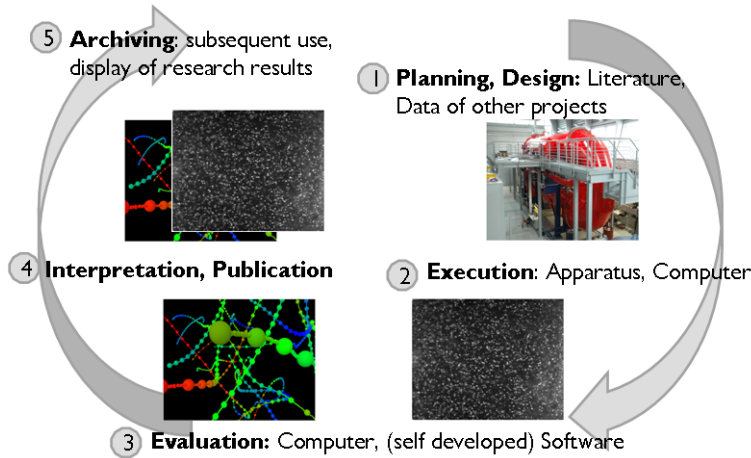 5 Archiving: subsequent use,
display of research results
1 Planning, Design: Literature,
Data of other projects
2 Execution: Apparatus, Computer
3 Evaluation: Computer, (self developed) Software
4 Interpretation, Publication